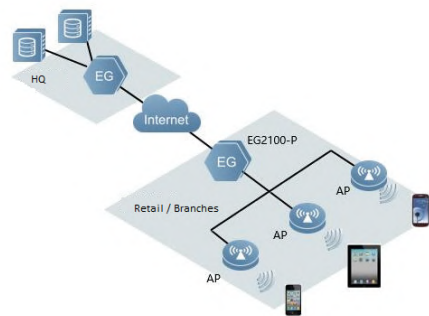 HQ
EG
Internet
EG2100-P
EG
AP
Retail / Branches
AP
AP